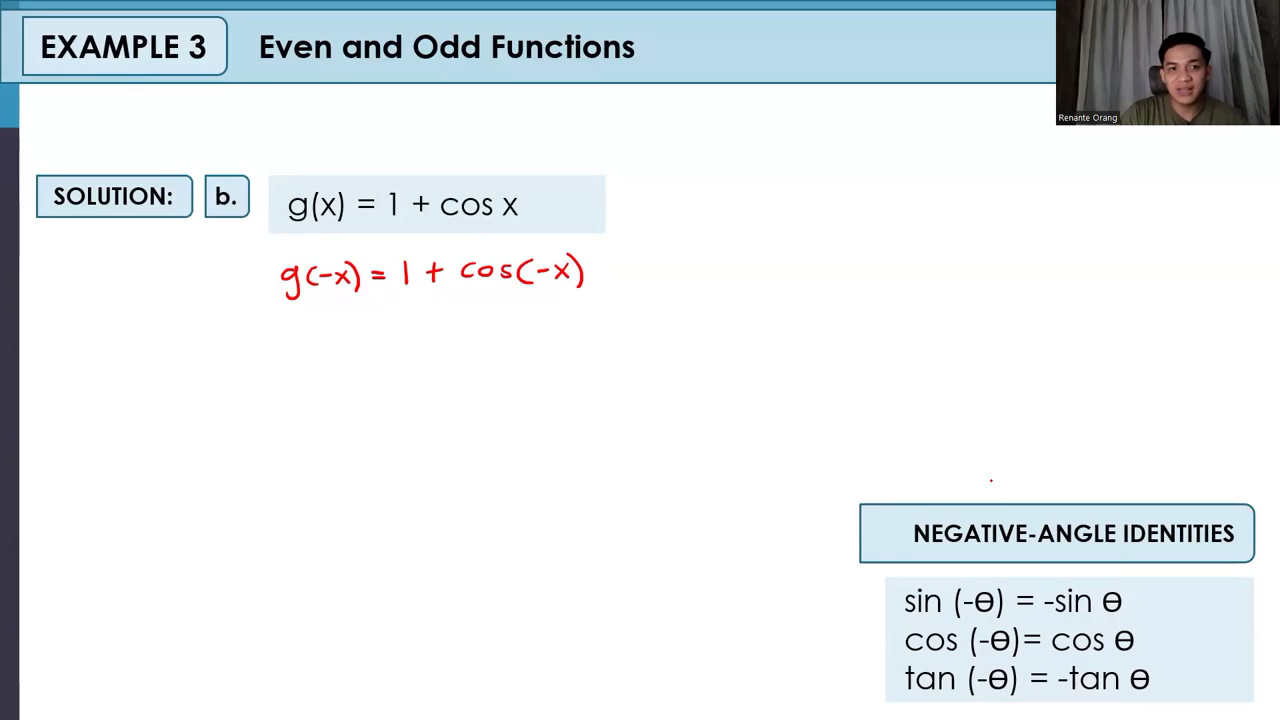 EXAMPLE 3 Even and Odd Functions
Renante Orang
SOLUTION: b. g(x) = 1 + cos x
g(-x) = 1 + cos(-x)
NEGATIVE-ANGLE IDENTITIES
sin (-Ɵ) = -sin Ɵ
cos (-Ɵ)= cos Ɵ
tan (-Ɵ) = -tan Ɵ